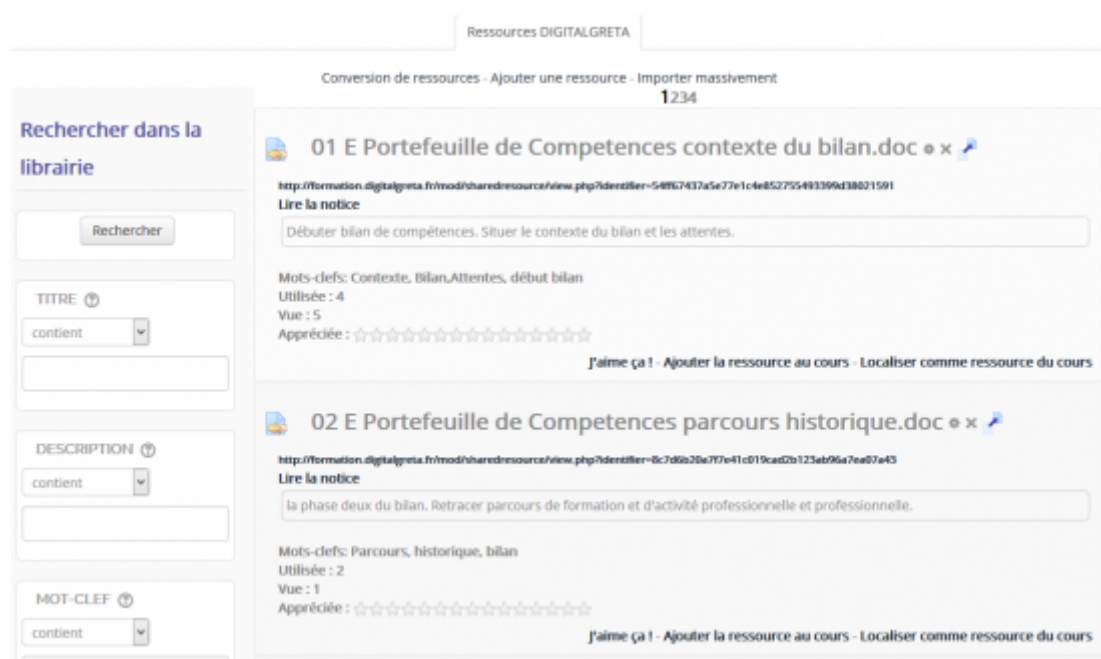 Ressources DIGITALGRETA
Conversion de ressources - Ajouter une ressource - Importer massivement
1234
Rechercher dans la
librairie
Rechercher
TITRE
contient
DESCRIPTION
contient
MOT-CLEF
contient
01 E Portefeuille de Competences contexte du bilan.doc
Lire la notice
Débuter bilan de compétences. Situer le contexte du bilan et les attentes.
Mots-clefs: Contexte, Bilan,Attentes, début bilan
Utilisée : 4
Vue : 5
Appréciée :
J'aime ça ! - Ajouter la ressource au cours - Localiser comme ressource du cours
02 E Portefeuille de Competences parcours historique.doc
Lire la notice
la phase deux du bilan. Retracer parcours de formation et d'activité professionnelle et professionnelle.
Mots-clefs: Parcours, historique, bilan
Utilisée : 2
Vue : 1
Appréciée :
J'aime ça ! - Ajouter la ressource au cours - Localiser comme ressource du cours